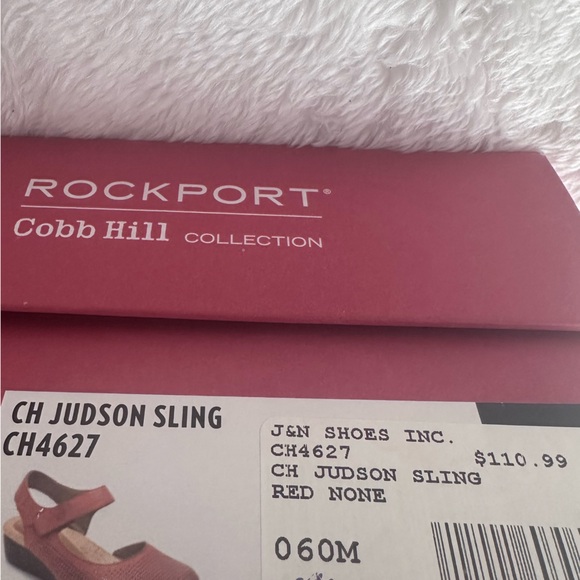 ROCKPORT®
Cobb Hill COLLECTION
CH JUDSON SLING
CH4627
J&N SHOES INC.
CH4627 $110.99
CH JUDSON SLING
RED NONE
060M